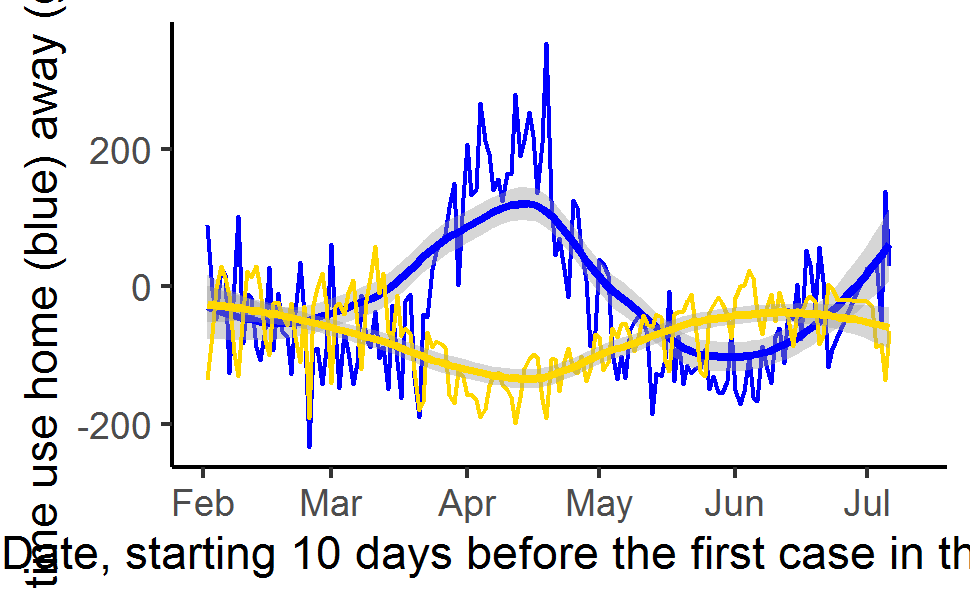 time use home (blue) away (
200
0
-200
Feb Mar Apr May Jun Jul
Date, starting 10 days before the first case in th